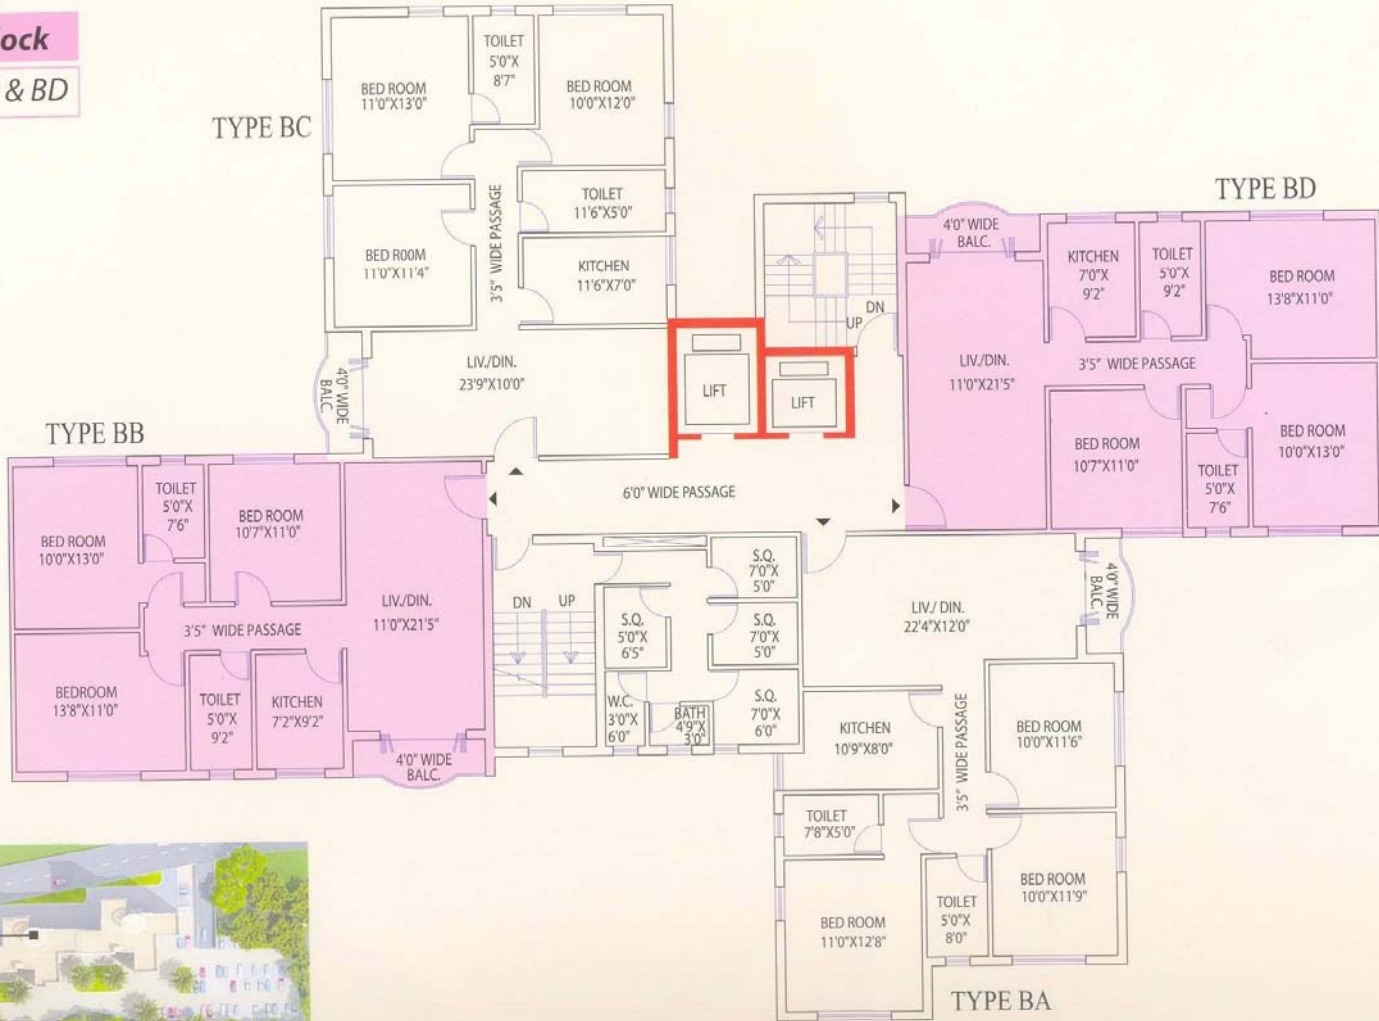 ock
& BD
TYPE BC
BED ROOM
11'0"X13'0"
TOILET
5'0"X
8'7"
BED ROOM
10'0"X12'0"
TOILET
11'6"X5'0"
BED ROOM
11'0"X11'4"
3'5" WIDE PASSAGE
KITCHEN
11'6"X7'0"
LIV./DIN.
23'9"X10'0"
4'0" WIDE
BALC.
LIFT
LIFT
UP
DN
TYPE BD
4'0" WIDE
BALC.
KITCHEN
7'0"X
9'2"
TOILET
5'0"X
9'2"
BED ROOM
13'8"X11'0"
LIV./DIN.
11'0"X21'5"
3'5" WIDE PASSAGE
BED ROOM
10'7"X11'0"
TOILET
5'0"X
7'6"
BED ROOM
10'0"X13'0"
TYPE BB
BED ROOM
10'0"X13'0"
TOILET
5'0"X
7'6"
BED ROOM
10'7"X11'0"
LIV./DIN.
11'0"X21'5"
3'5" WIDE PASSAGE
BEDROOM
13'8"X11'0"
TOILET
5'0"X
9'2"
KITCHEN
7'2"X9'2"
4'0" WIDE
BALC.
6'0" WIDE PASSAGE
DN
UP
S.Q.
7'0"X
5'0"
S.Q.
5'0"X
6'5"
S.Q.
7'0"X
5'0"
W.C.
3'0"X
6'0"
BATH
4'9"X
3'0"
S.Q.
7'0"X
6'0"
LIV./ DIN.
22'4"X12'0"
4'0" WIDE
BALC.
KITCHEN
10'9"X8'0"
3'5" WIDE PASSAGE
BED ROOM
10'0"X11'6"
TOILET
7'8"X5'0"
BED ROOM
11'0"X12'8"
TOILET
5'0"X
8'0"
BED ROOM
10'0"X11'9"
TYPE BA